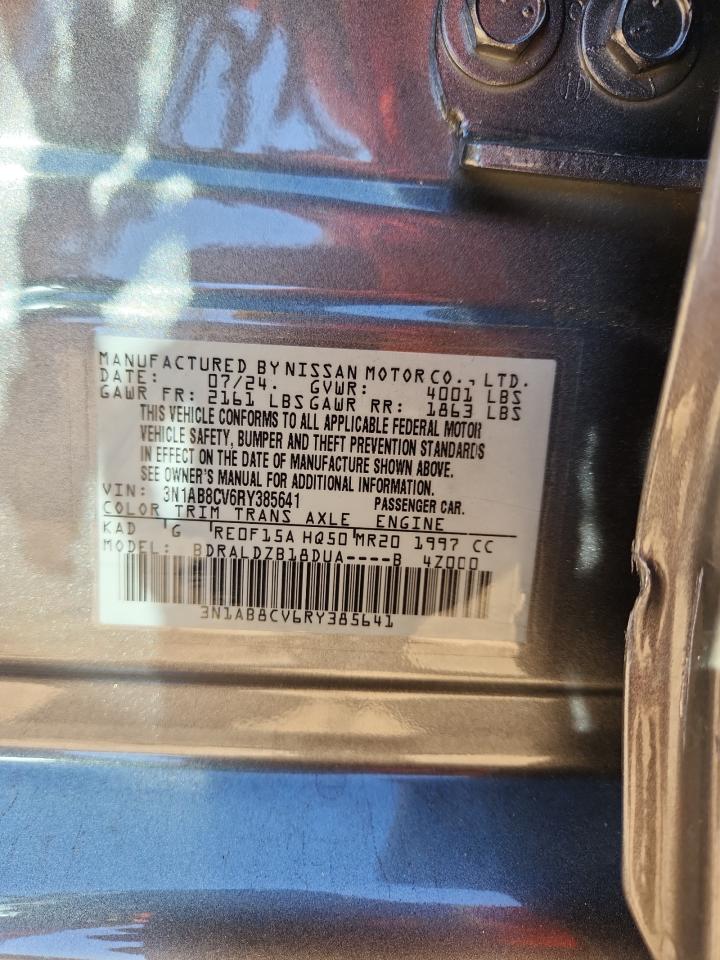 MANUFACTURED BY NISSAN MOTOR CO., LTD.
DATE: 07/24. GVWR: 4001 LBS
GAWR FR: 2161 LBS GAWR RR: 1863 LBS
THIS VEHICLE CONFORMS TO ALL APPLICABLE FEDERAL MOTOR
VEHICLE SAFETY, BUMPER AND THEFT PREVENTION STANDARDS
IN EFFECT ON THE DATE OF MANUFACTURE SHOWN ABOVE.
SEE OWNER'S MANUAL FOR ADDITIONAL INFORMATION.
VIN: 3N1AB8CV6RY385641 PASSENGER CAR.
COLOR TRIM TRANS AXLE ENGINE
KAD G RE0F15A HQ50 MR20 1997 CC
MODEL: BDRALDZB18DUA----B 4Z000
3N1AB8CV6RY385641